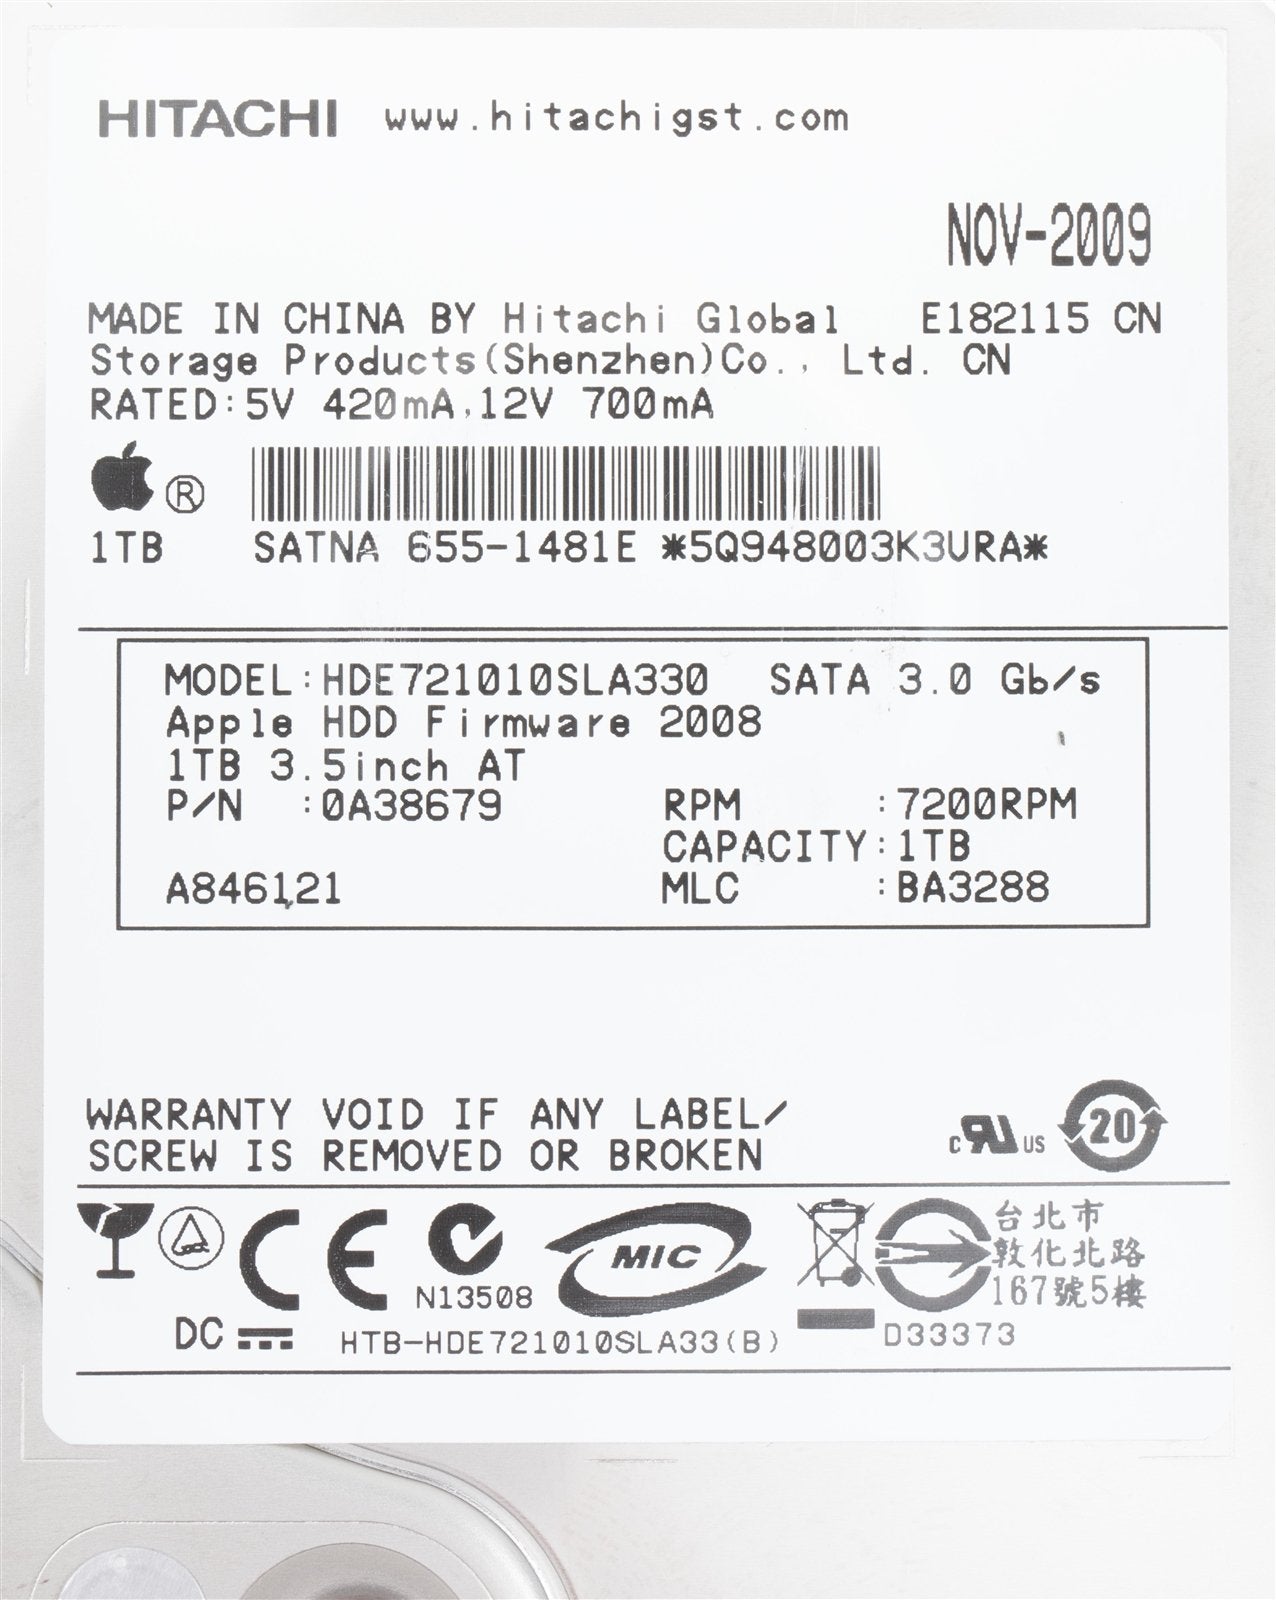 HITACHI www.hitachigst.com
NOV-2009
MADE IN CHINA BY Hitachi Global E182115 CN
Storage Products(Shenzhen)Co., Ltd. CN
RATED:5V 420mA,12V 700mA
®
1TB SATNA 655-1481E *5Q948003K3URA*
MODEL:HDE721010SLA330 SATA 3.0 Gb/s
Apple HDD Firmware 2008
1TB 3.5inch AT
P/N :0A38679 RPM :7200RPM
CAPACITY:1TB
A846121 MLC :BA3288
WARRANTY VOID IF ANY LABEL/
SCREW IS REMOVED OR BROKEN
c RU US 20
CE N13508 MIC
台北市
敦化北路
167號5樓
DC HTB-HDE721010SLA33(B) D33373